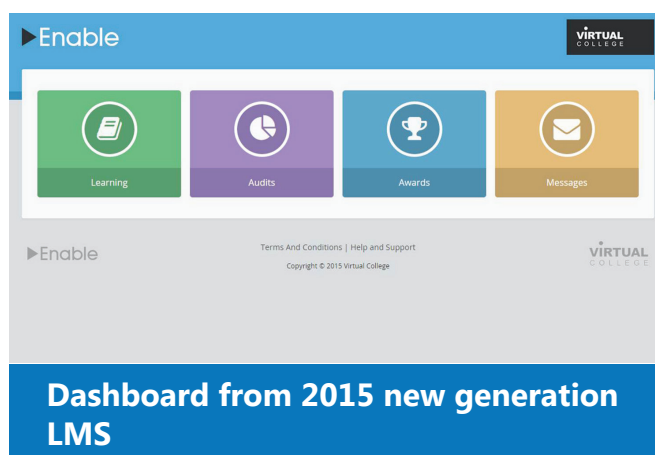 Enable
VIRTUAL
COLLEGE
Learning
Audits
Awards
Messages
Enable
Terms And Conditions | Help and Support
Copyright © 2015 Virtual College
VIRTUAL
COLLEGE
Dashboard from 2015 new generation
LMS